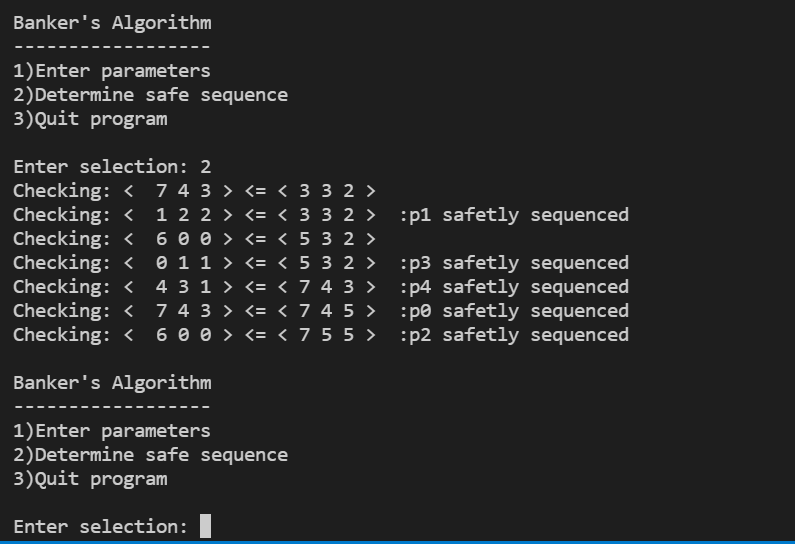 Banker's Algorithm
------------------
1)Enter parameters
2)Determine safe sequence
3)Quit program
Enter selection: 2
Checking: <  7 4 3 > <= < 3 3 2 >
Checking: <  1 2 2 > <= < 3 3 2 >  :p1 safetly sequenced
Checking: <  6 0 0 > <= < 5 3 2 >
Checking: <  0 1 1 > <= < 5 3 2 >  :p3 safetly sequenced
Checking: <  4 3 1 > <= < 7 4 3 >  :p4 safetly sequenced
Checking: <  7 4 3 > <= < 7 4 5 >  :p0 safetly sequenced
Checking: <  6 0 0 > <= < 7 5 5 >  :p2 safetly sequenced
Banker's Algorithm
------------------
1)Enter parameters
2)Determine safe sequence
3)Quit program
Enter selection: